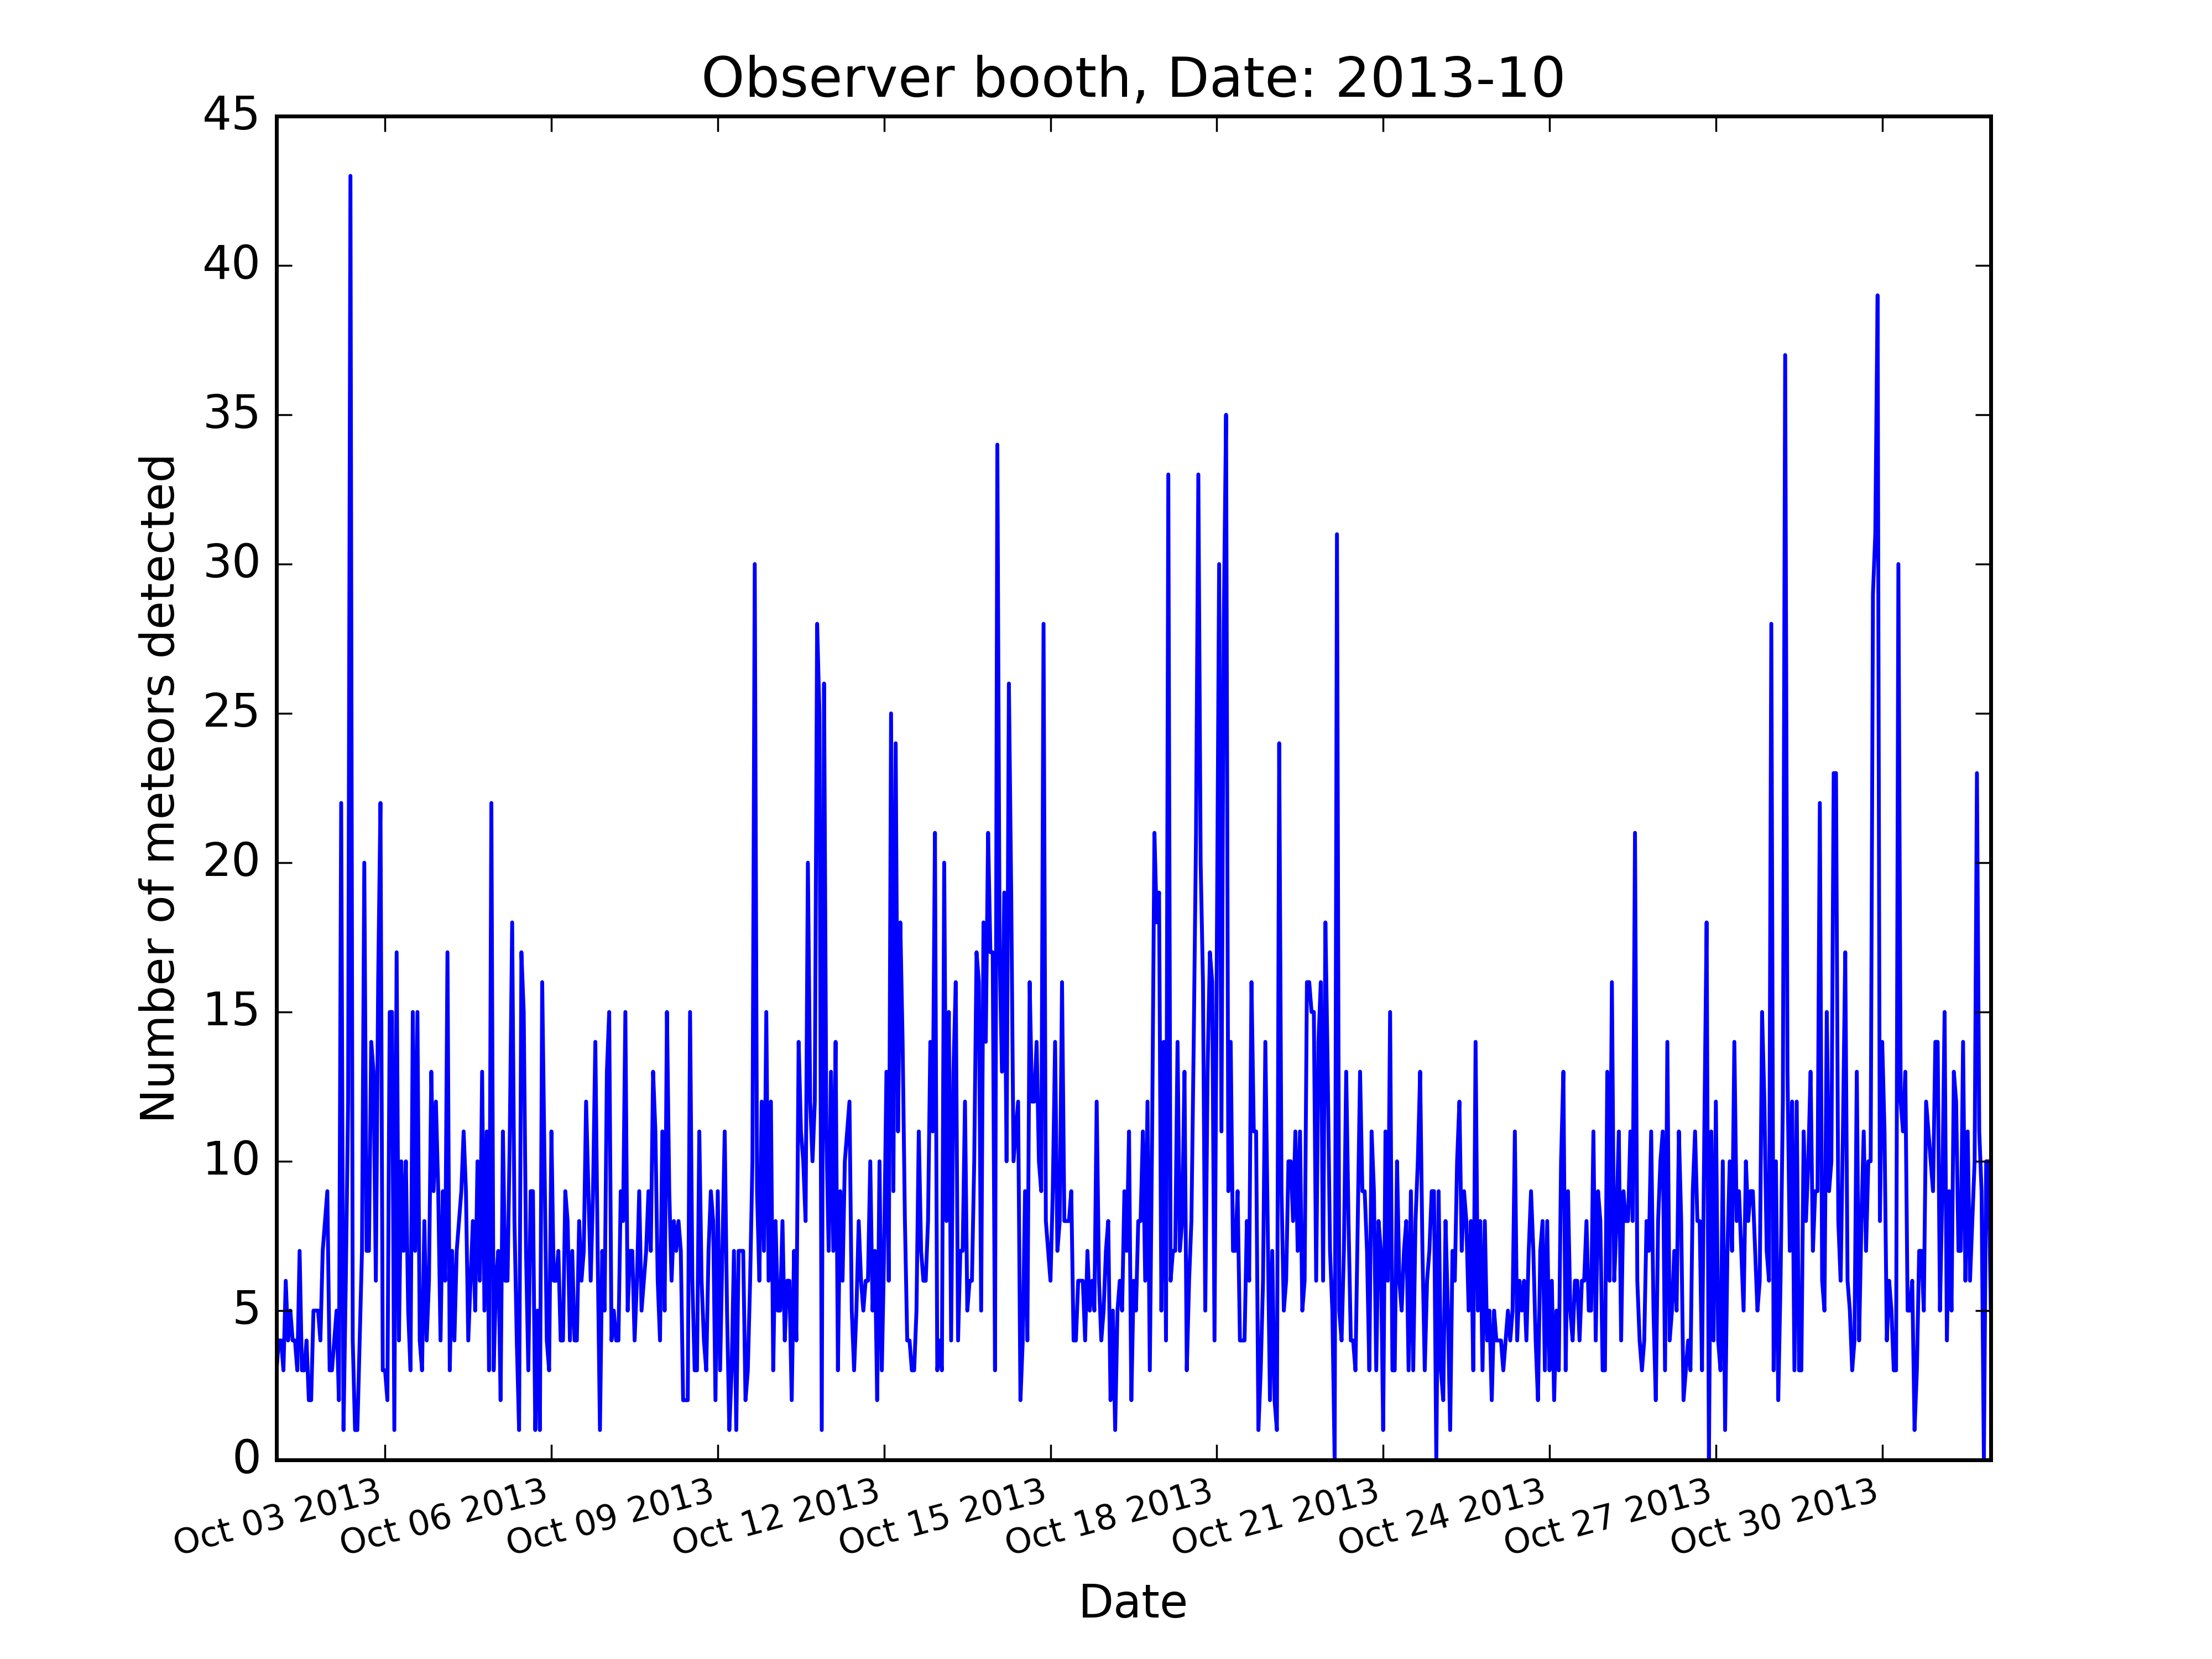 Observer booth, Date: 2013-10
Number of meteors detected
45
40
35
30
25
20
15
10
5
0
Oct 03 2013
Oct 06 2013
Oct 09 2013
Oct 12 2013
Oct 15 2013
Oct 18 2013
Oct 21 2013
Oct 24 2013
Oct 27 2013
Oct 30 2013
Date